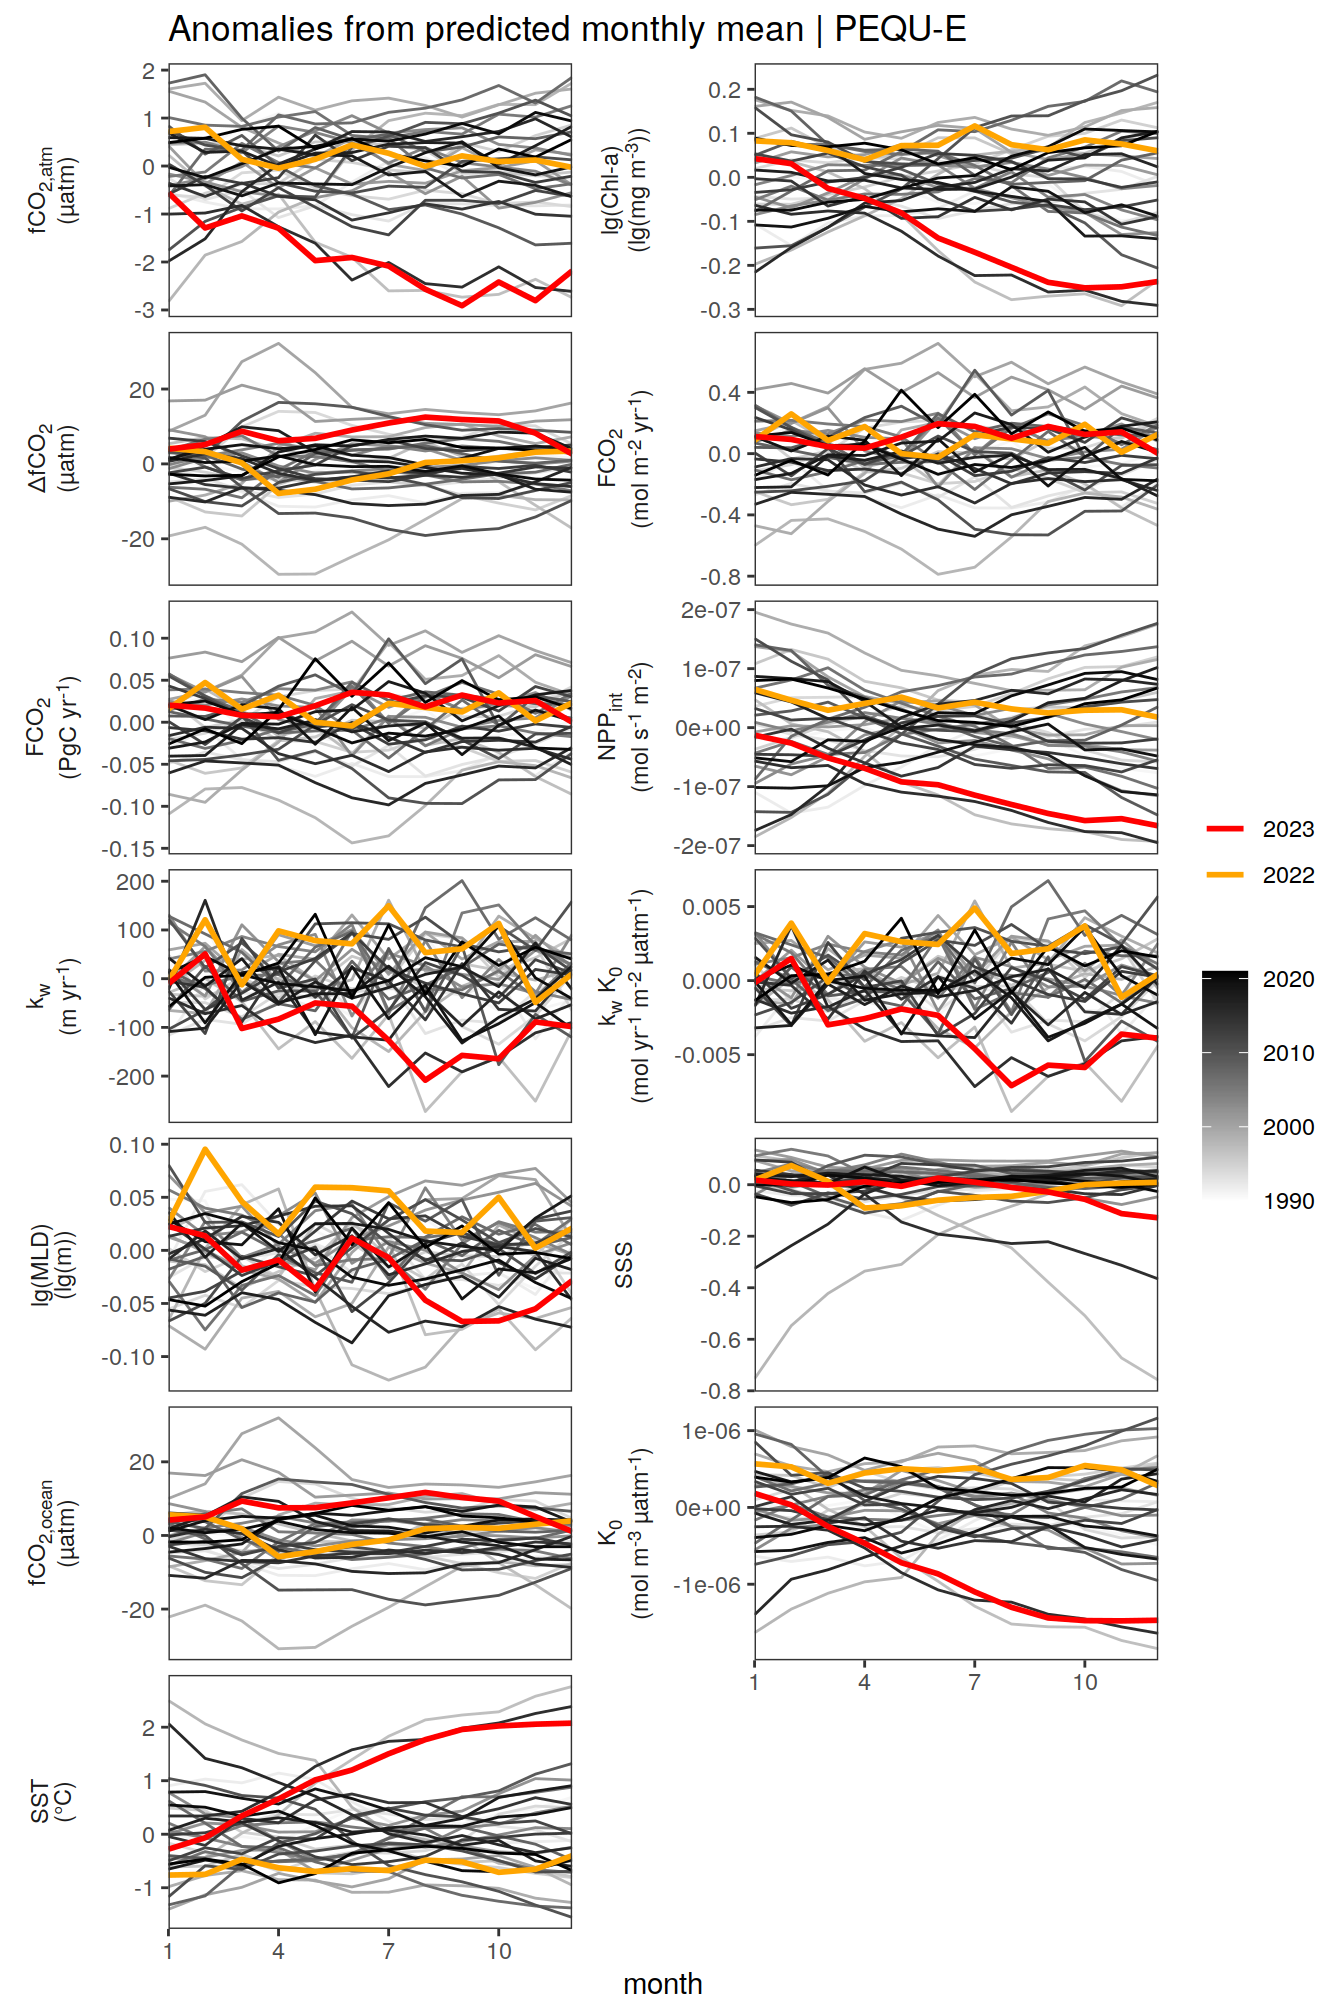 Anomalies from predicted monthly mean | PEQU-E
fCO2,atm
(µatm)
2
1
0
-1
-2
-3
lg(Chl-a)
(lg(mg m-3))
0.2
0.1
0.0
-0.1
-0.2
-0.3
ΔfCO2
(µatm)
20
0
-20
FCO2
(mol m-2 yr-1)
0.4
0.0
-0.4
-0.8
FCO2
(PgC yr-1)
0.10
0.05
0.00
-0.05
-0.10
-0.15
NPPint
(mol s-1 m-2)
2e-07
1e-07
0e+00
-1e-07
-2e-07
kw
(m yr-1)
200
100
0
-100
-200
kw K0
(mol yr-1 m-2 µatm-1)
0.005
0.000
-0.005
lg(MLD)
(lg(m))
0.10
0.05
0.00
-0.05
-0.10
SSS
0.0
-0.2
-0.4
-0.6
-0.8
fCO2,ocean
(µatm)
20
0
-20
K0
(mol m-3 µatm-1)
1e-06
0e+00
-1e-06
1 4 7 10
SST
(°C)
2
1
0
-1
1 4 7 10
month
2023
2022
2020
2010
2000
1990